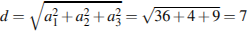 d = √(a₁² + a₂² + a₃²) = √(36 + 4 + 9) = 7